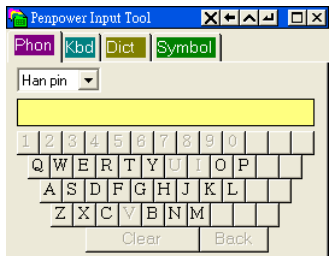 Penpower Input Tool
Phon Kbd Dict Symbol
Han pin
1 2 3 4 5 6 7 8 9 0
Q W E R T Y U I O P
A S D F G H J K L
Z X C V B N M
Clear Back